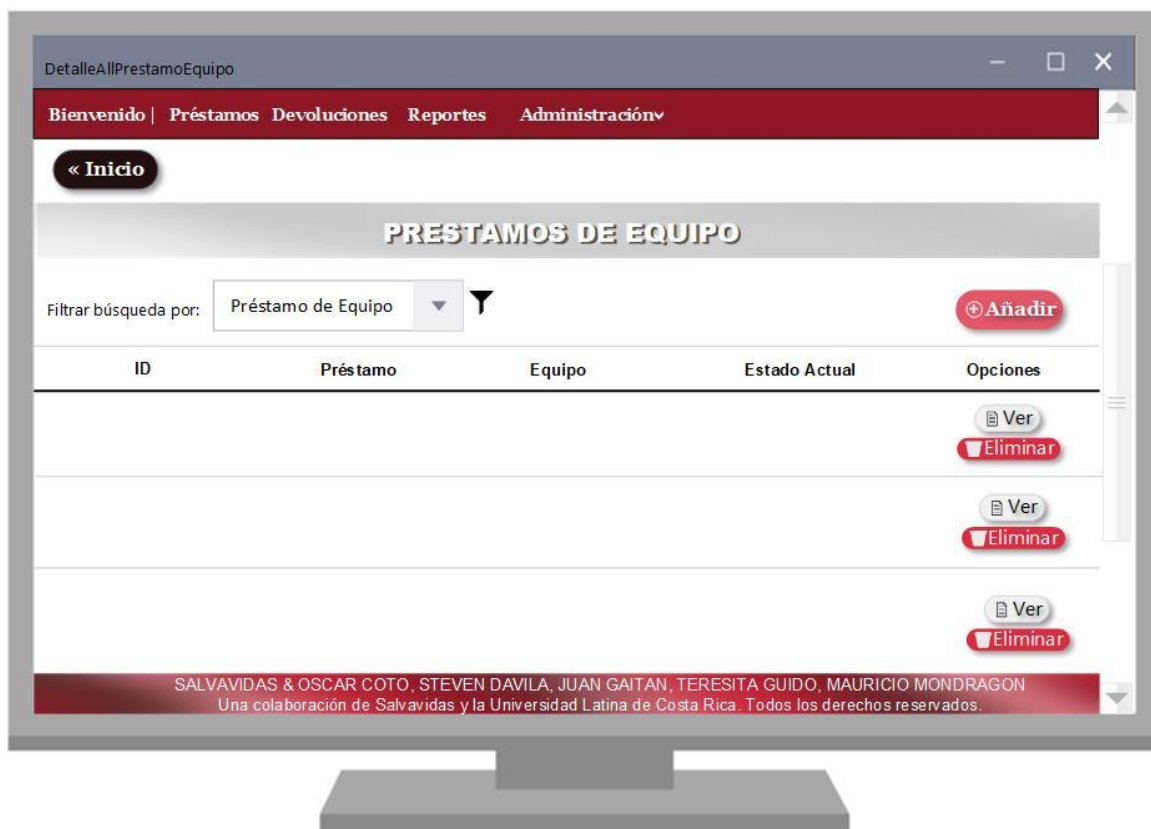 DetalleAllPrestamoEquipo
Bienvenido | Préstamos Devoluciones Reportes Administración
« Inicio
PRESTAMOS DE EQUIPO
Filtrar búsqueda por: Préstamo de Equipo Añadir
ID Préstamo Equipo Estado Actual Opciones
Ver
Eliminar
Ver
Eliminar
Ver
Eliminar
SALVAVIDAS & OSCAR COTO, STEVEN DAVILA, JUAN GAITAN, TERESITA GUIDO, MAURICIO MONDRAGON
Una colaboración de Salvavidas y la Universidad Latina de Costa Rica. Todos los derechos reservados.